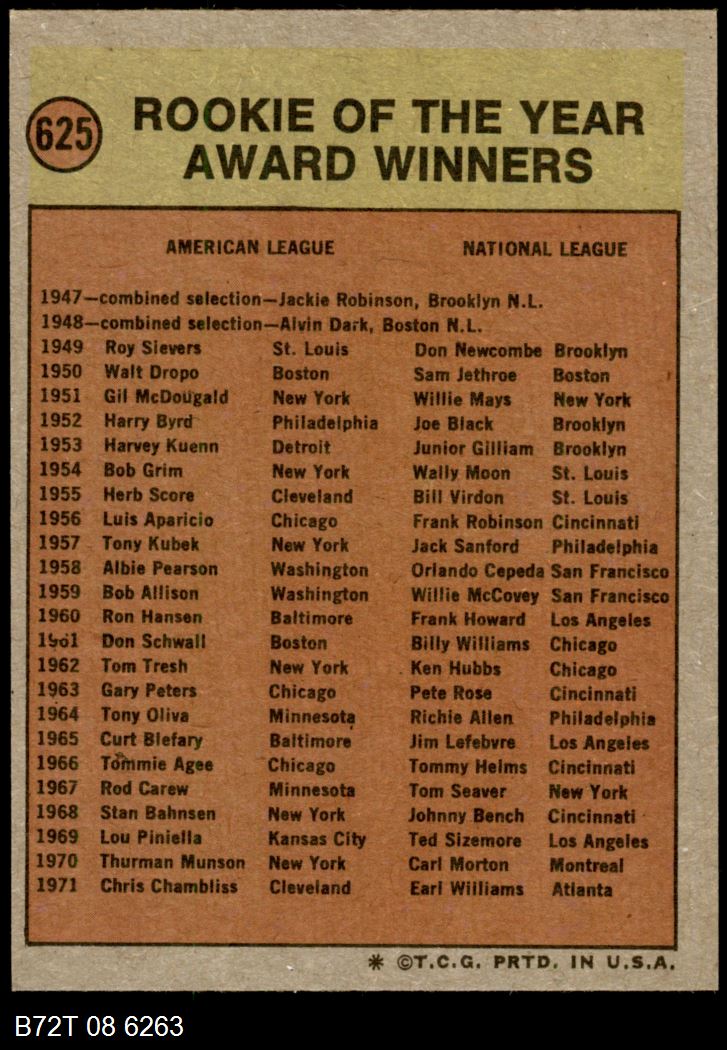 625
ROOKIE OF THE YEAR
AWARD WINNERS
AMERICAN LEAGUE NATIONAL LEAGUE
1947—combined selection—Jackie Robinson, Brooklyn N.L.
1948—combined selection—Alvin Dark, Boston N.L.
1949 Roy Sievers St. Louis Don Newcombe Brooklyn
1950 Walt Dropo Boston Sam Jethroe Boston
1951 Gil McDougald New York Willie Mays New York
1952 Harry Byrd Philadelphia Joe Black Brooklyn
1953 Harvey Kuenn Detroit Junior Gilliam Brooklyn
1954 Bob Grim New York Wally Moon St. Louis
1955 Herb Score Cleveland Bill Virdon St. Louis
1956 Luis Aparicio Chicago Frank Robinson Cincinnati
1957 Tony Kubek New York Jack Sanford Philadelphia
1958 Albie Pearson Washington Orlando Cepeda San Francisco
1959 Bob Allison Washington Willie McCovey San Francisco
1960 Ron Hansen Baltimore Frank Howard Los Angeles
1961 Don Schwall Boston Billy Williams Chicago
1962 Tom Tresh New York Ken Hubbs Chicago
1963 Gary Peters Chicago Pete Rose Cincinnati
1964 Tony Oliva Minnesota Richie Allen Philadelphia
1965 Curt Blefary Baltimore Jim Lefebvre Los Angeles
1966 Tommie Agee Chicago Tommy Helms Cincinnati
1967 Rod Carew Minnesota Tom Seaver New York
1968 Stan Bahnsen New York Johnny Bench Cincinnati
1969 Lou Piniella Kansas City Ted Sizemore Los Angeles
1970 Thurman Munson New York Carl Morton Montreal
1971 Chris Chambliss Cleveland Earl Williams Atlanta
* ©T.C.G. PRTD. IN U.S.A.
B72T 08 6263